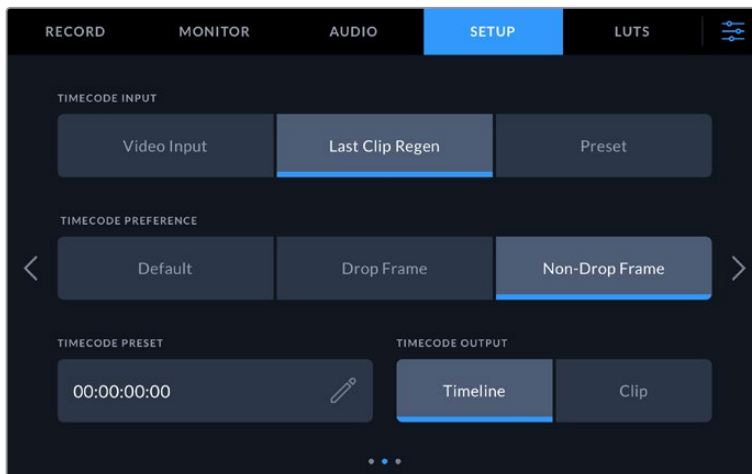 RECORD MONITOR AUDIO SETUP LUTS
TIMECODE INPUT
Video Input Last Clip Regen Preset
TIMECODE PREFERENCE
Default Drop Frame Non-Drop Frame
TIMECODE PRESET TIMECODE OUTPUT
00:00:00:00 Timeline Clip